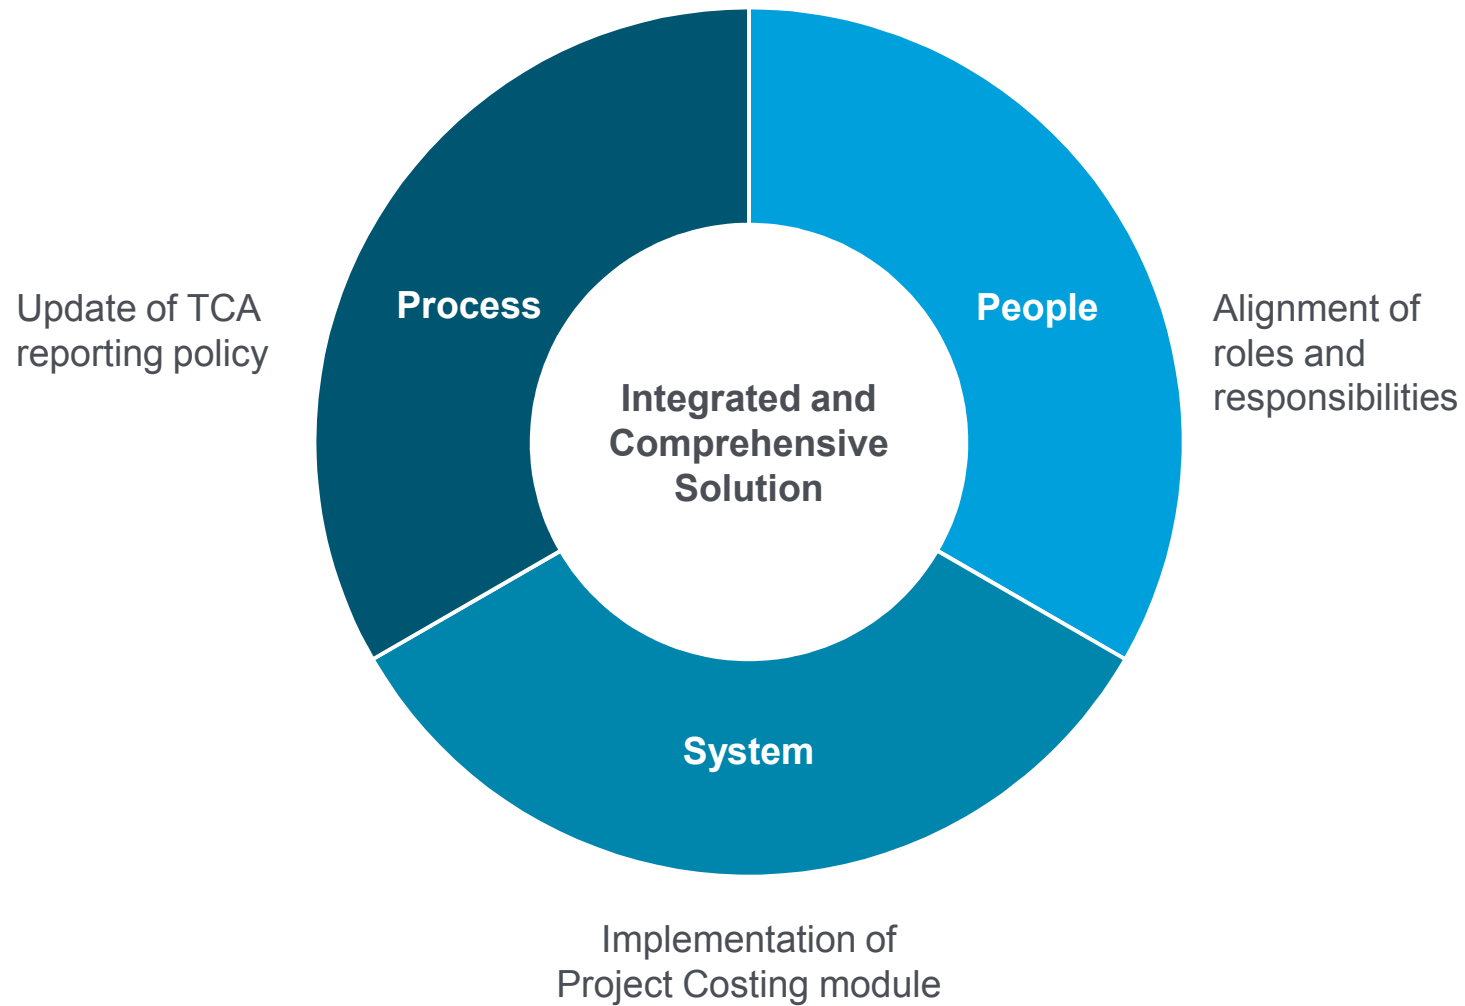 Process
People
Update of TCA
reporting policy
Alignment of
roles and
responsibilities
Integrated and
Comprehensive
Solution
System
Implementation of
Project Costing module